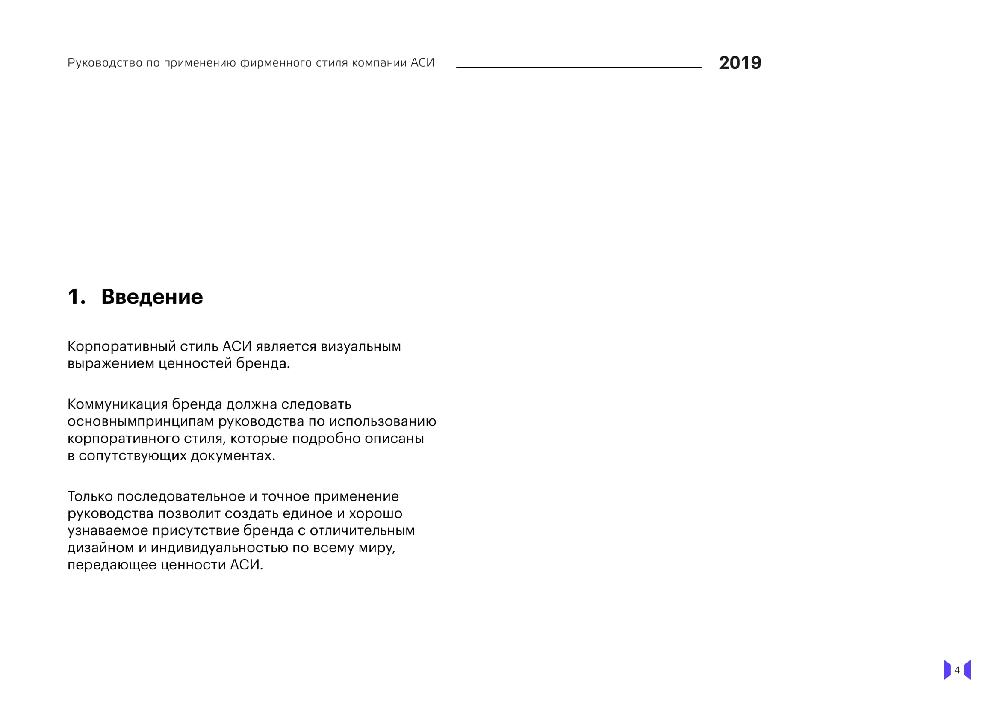 Руководство по применению фирменного стиля компании АСИ
2019
1. Введение
Корпоративный стиль АСИ является визуальным
выражением ценностей бренда.
Коммуникация бренда должна следовать
основнымпринципам руководства по использованию
корпоративного стиля, которые подробно описаны
в сопутствующих документах.
Только последовательное и точное применение
руководства позволит создать единое и хорошо
узнаваемое присутствие бренда с отличительным
дизайном и индивидуальностью по всему миру,
передающее ценности АСИ.
4